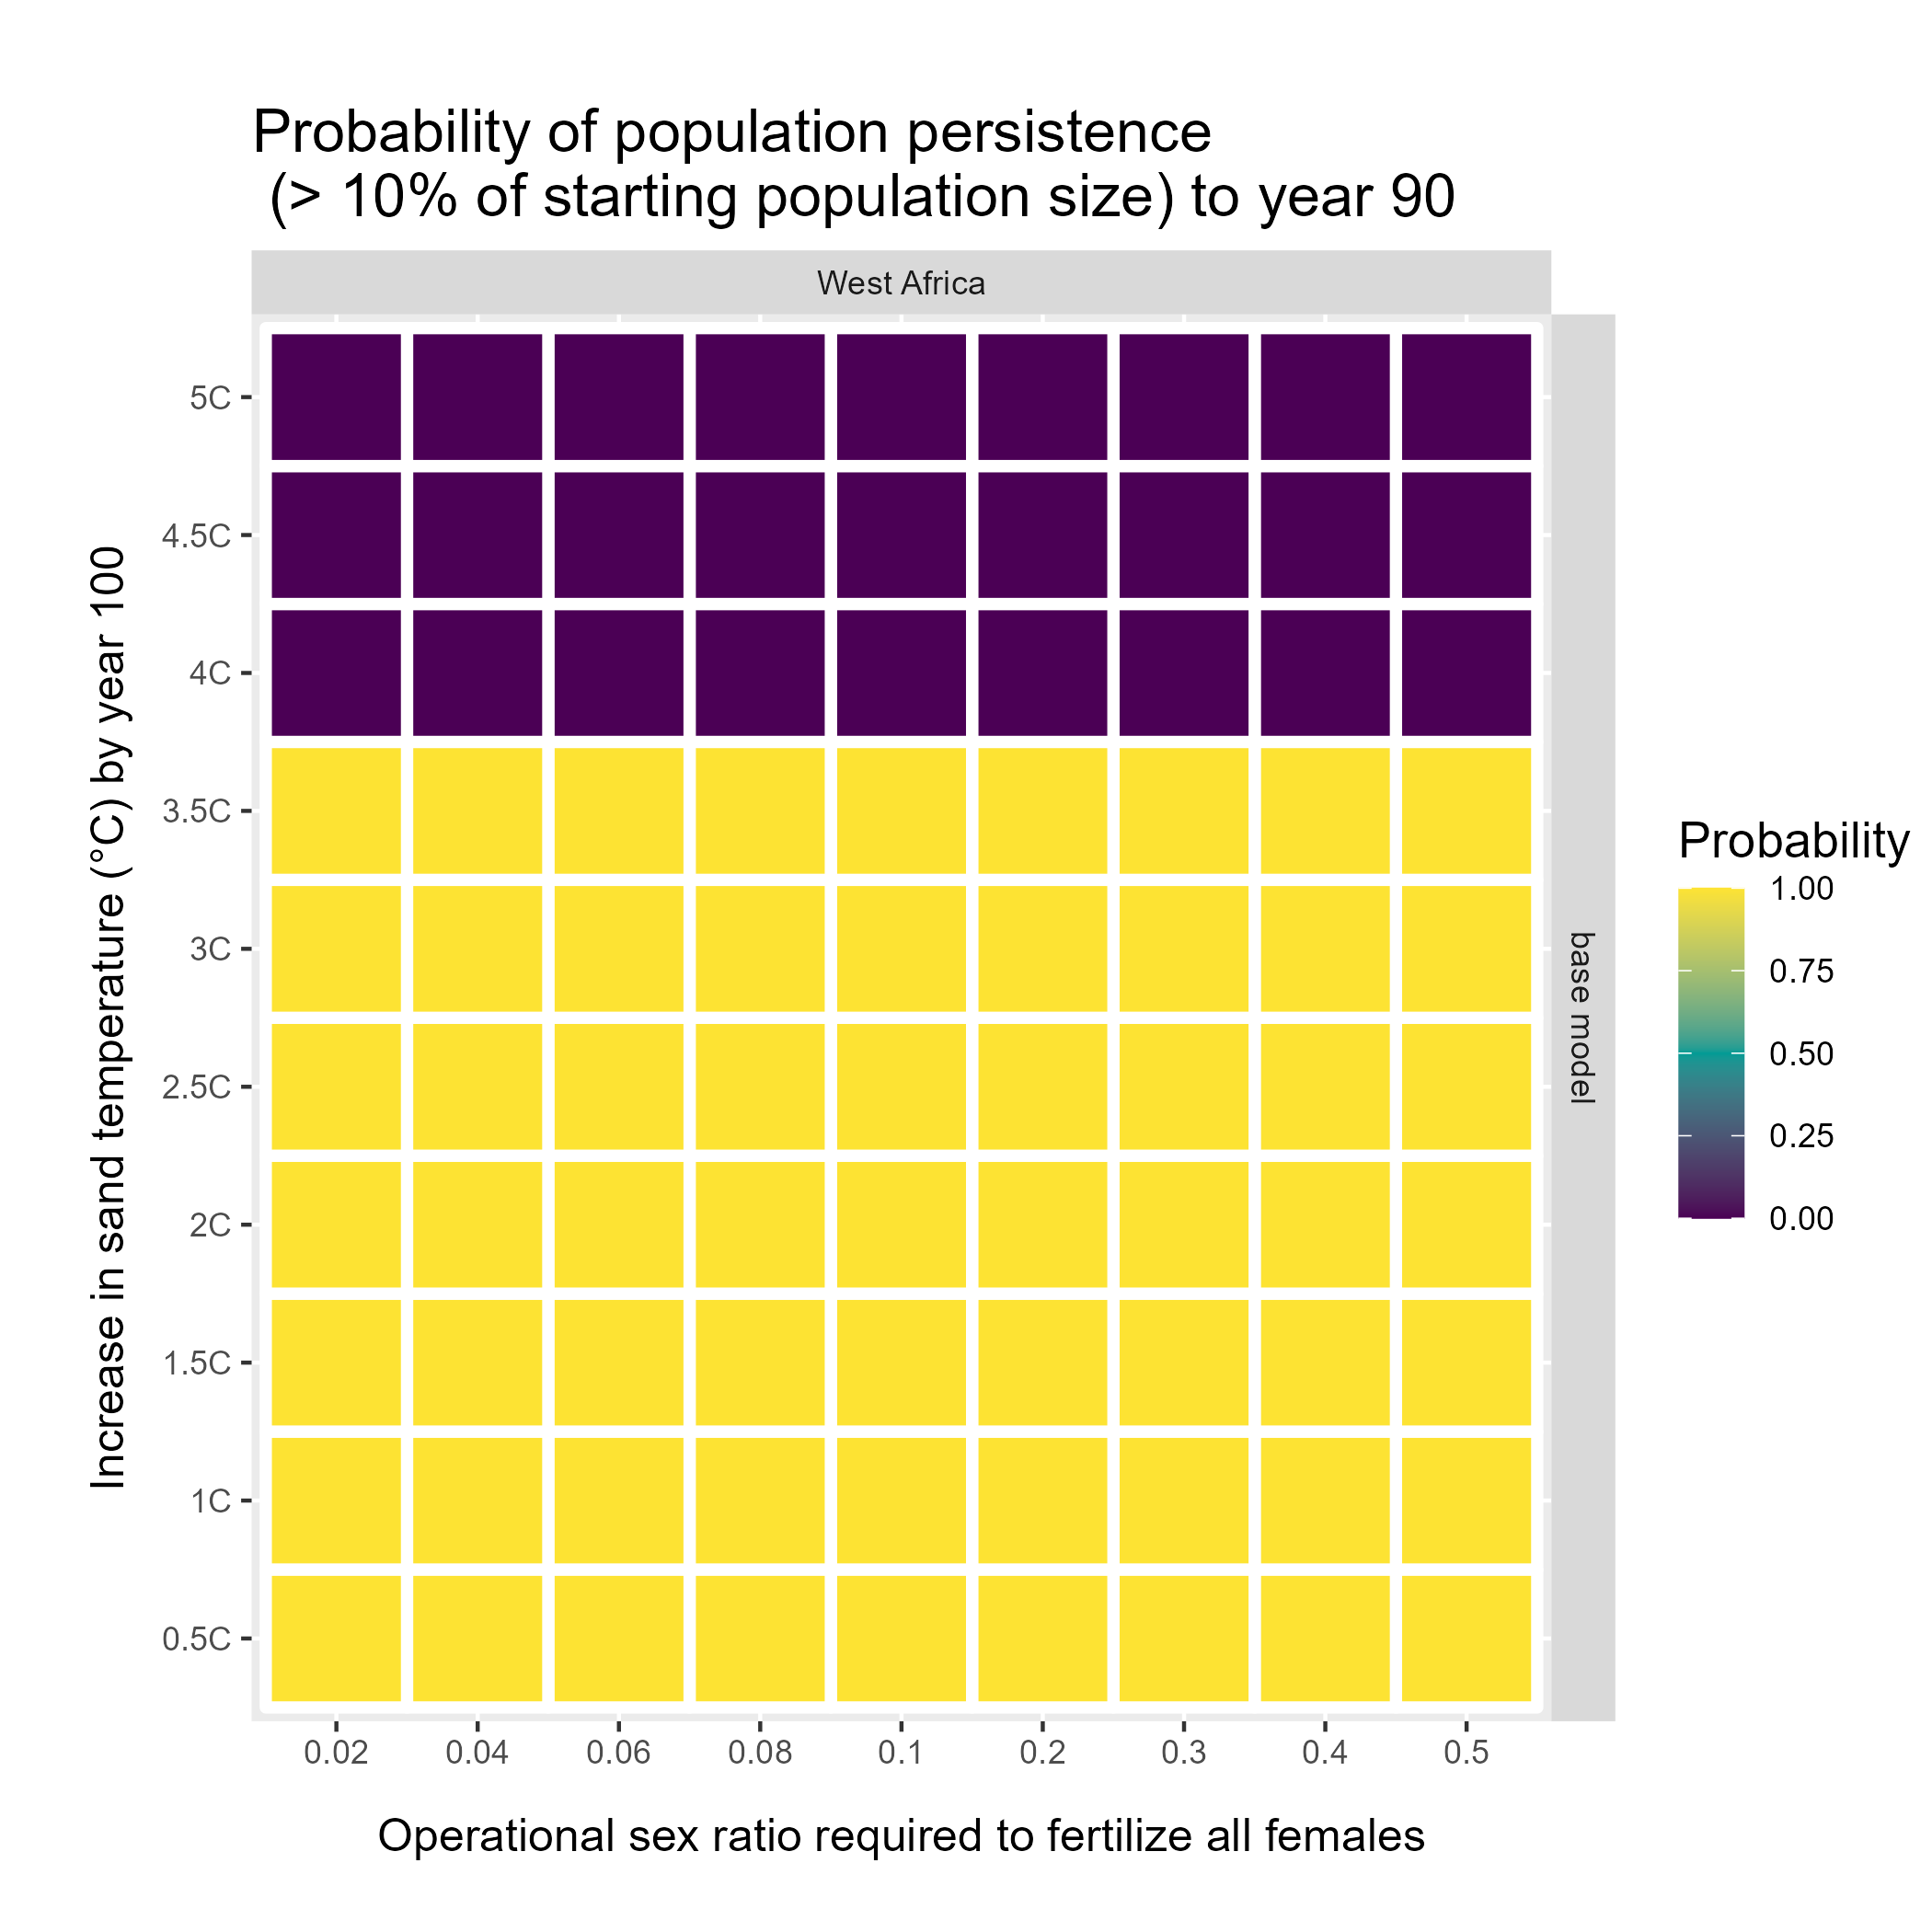 Probability of population persistence
(> 10% of starting population size) to year 90
West Africa
Increase in sand temperature (°C) by year 100
5C
4.5C
4C
3.5C
3C
2.5C
2C
1.5C
1C
0.5C
base model
0.02
0.04
0.06
0.08
0.1
0.2
0.3
0.4
0.5
Operational sex ratio required to fertilize all females
Probability
1.00
0.75
0.50
0.25
0.00